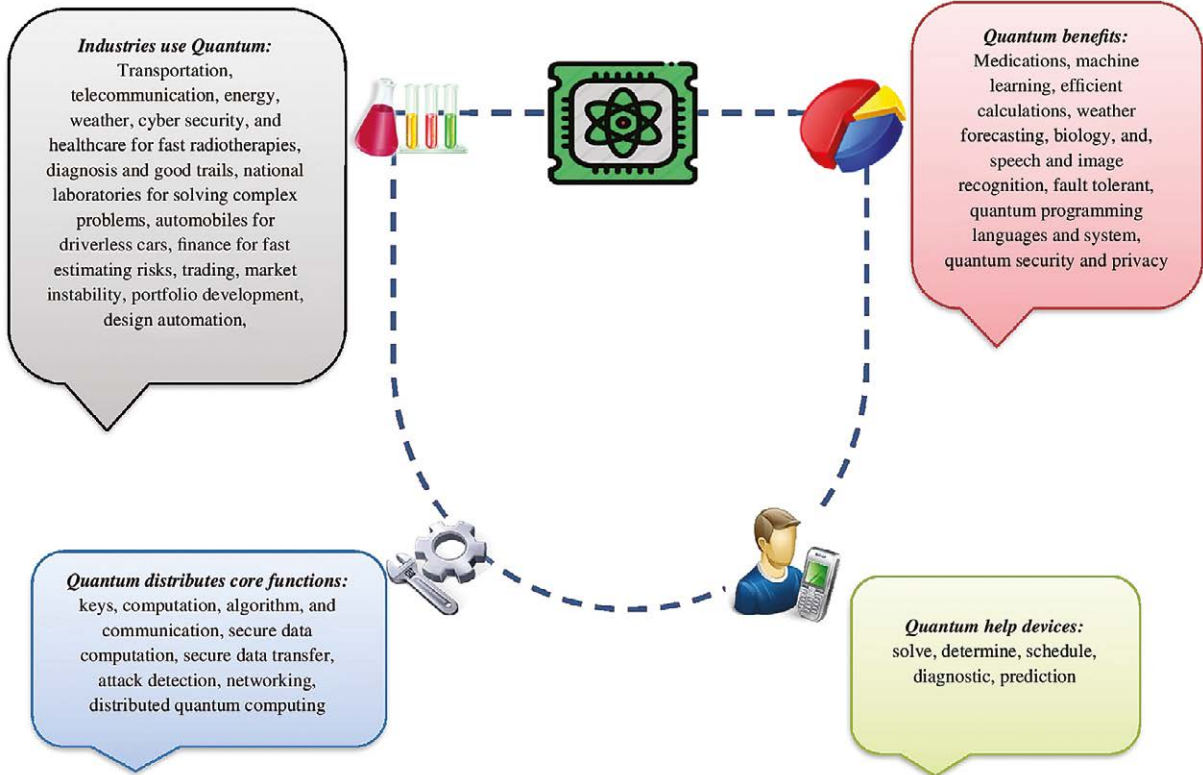 Industries use Quantum:
Transportation,
telecommunication, energy,
weather, cyber security, and
healthcare for fast radiotherapies,
diagnosis and good trails, national
laboratories for solving complex
problems, automobiles for
driverless cars, finance for fast
estimating risks, trading, market
instability, portfolio development,
design automation,
Quantum benefits:
Medications, machine
learning, efficient
calculations, weather
forecasting, biology, and,
speech and image
recognition, fault tolerant,
quantum programming
languages and system,
quantum security and privacy
Quantum distributes core functions:
keys, computation, algorithm, and
communication, secure data
computation, secure data transfer,
attack detection, networking,
distributed quantum computing
Quantum help devices:
solve, determine, schedule,
diagnostic, prediction